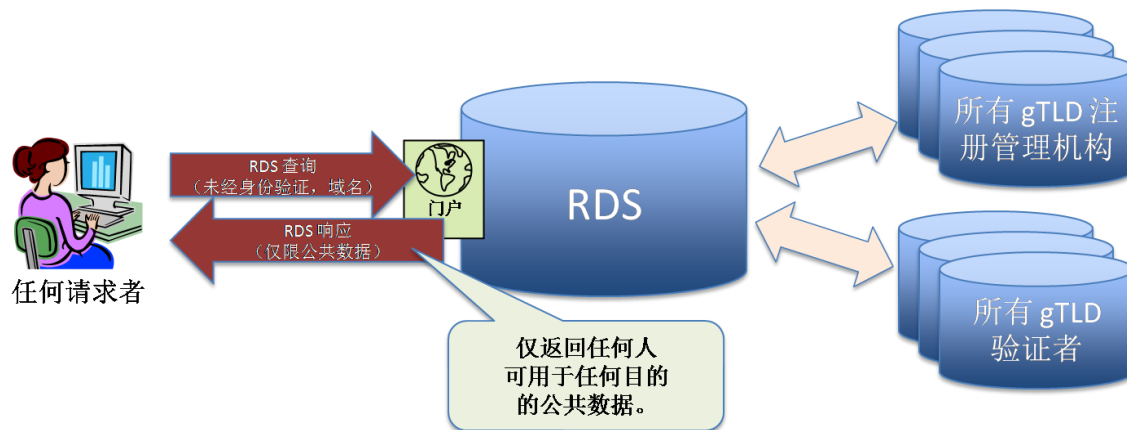 任何请求者
RDS 查询
（未经身份验证，域名）
RDS 响应
（仅限公共数据）
门户
RDS
仅返回任何人
可用于任何目的
的公共数据。
所有 gTLD 注
册管理机构
所有 gTLD
验证者